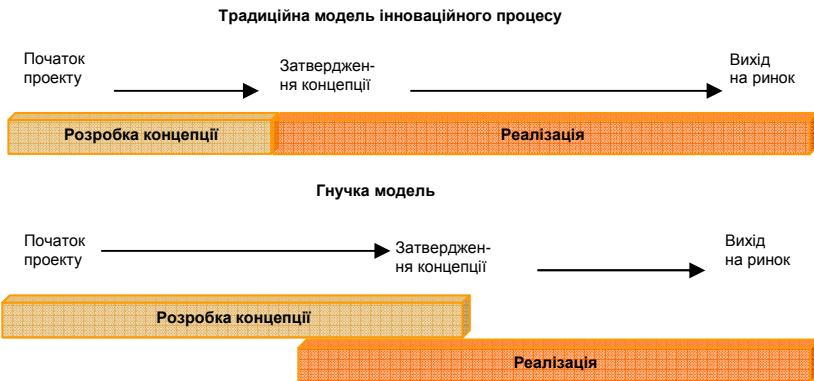 Традиційна модель інноваційного процесу
Початок
проекту
Затверджен-
ня концепції
Вихід
на ринок
Розробка концепції
Реалізація
Гнучка модель
Початок
проекту
Затверджен-
ня концепції
Вихід
на ринок
Розробка концепції
Реалізація